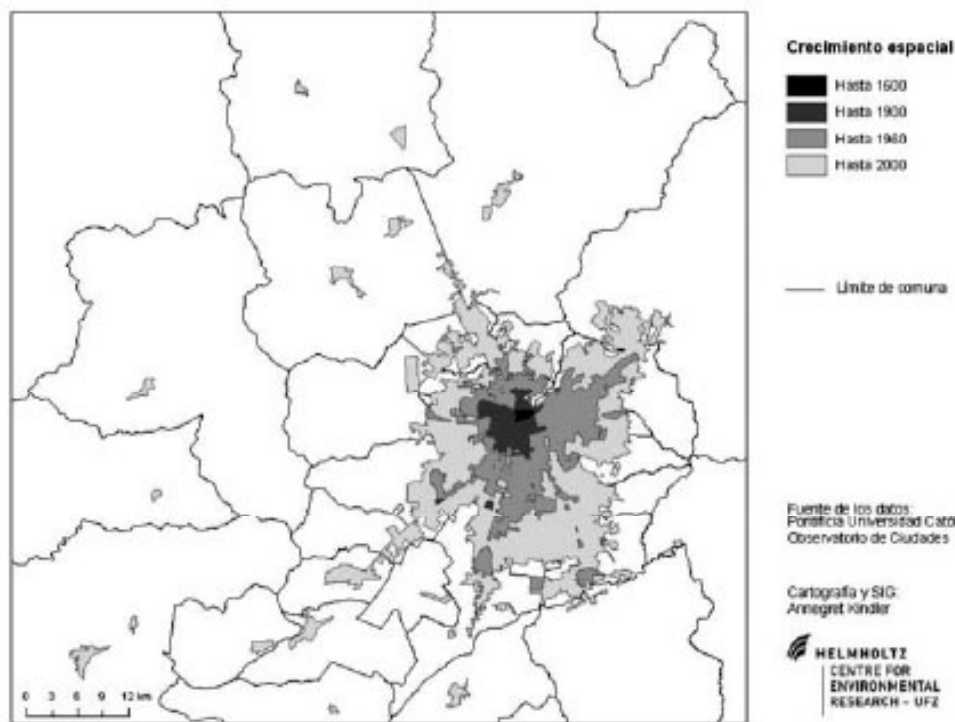 Crecimiento espacial
Hasta 1600
Hasta 1900
Hasta 1960
Hasta 2000
Límite de comuna
Fuente de los datos:
Pontificia Universidad Cató
Observatorio de Ciudades
Cartografía y SIG:
Annegret Kindler
HELMHOLTZ
CENTRE FOR
ENVIRONMENTAL
RESEARCH – UFZ
0 3 6 9 12 km